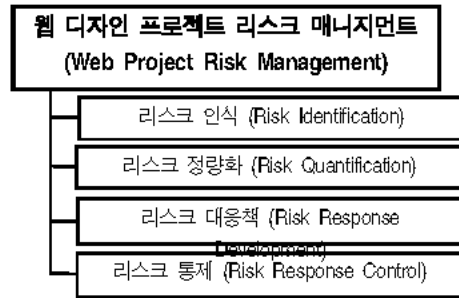 웹 디자인 프로젝트 리스크 매니지먼트
(Web Project Risk Management)
리스크 인식 (Risk Identification)
리스크 정량화 (Risk Quantification)
리스크 대응책 (Risk Response
Development)
리스크 통제 (Risk Response Control)